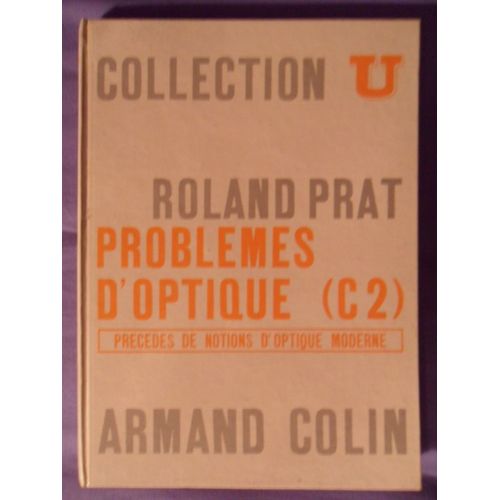 COLLECTION U
ROLAND PRAT
PROBLEMES
D'OPTIQUE (C2)
PRECEDES DE NOTIONS D'OPTIQUE MODERNE
ARMAND COLIN